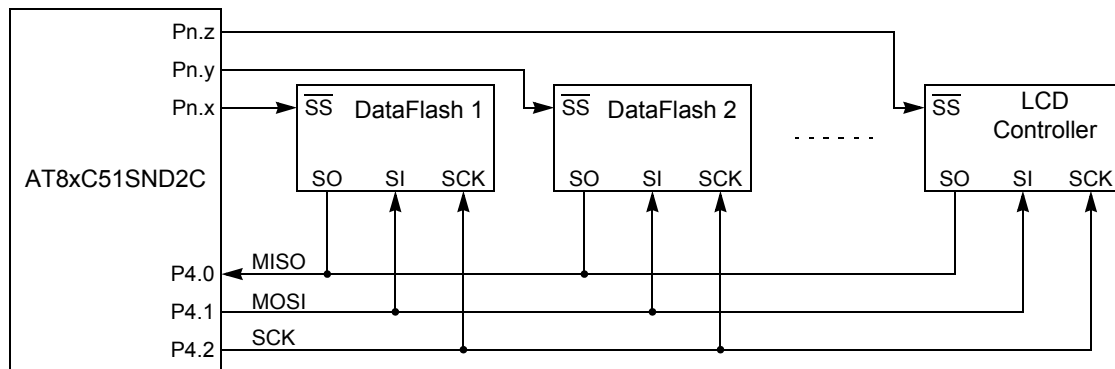 Pn.z
Pn.y
Pn.x
AT8xC51SND2C
P4.0
P4.1
P4.2
MISO
MOSI
SCK
SS DataFlash 1
SO SI SCK
SS DataFlash 2
SO SI SCK
SS LCD
Controller
SO SI SCK